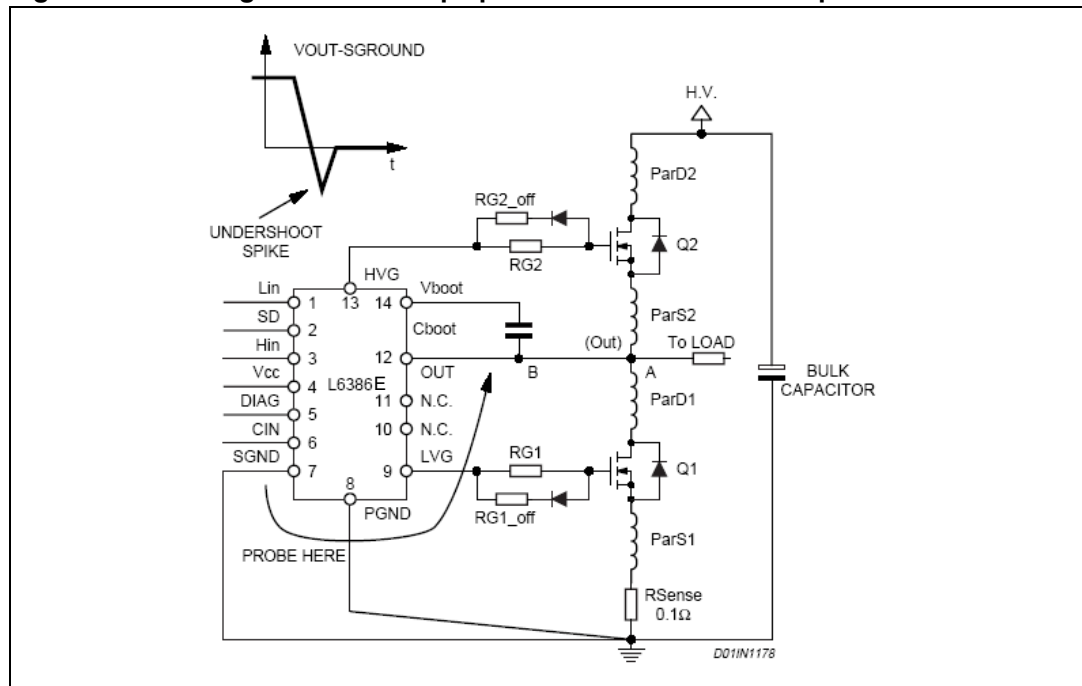 VOUT-SGROUND
t
UNDERSHOOT
SPIKE
H.V.
ParD2
RG2_off
RG2
Q2
HVG
Lin
1
13
14
Vboot
SD
2
Cboot
ParS2
Hin
3
12
OUT
B
(Out)
A
To LOAD
BULK
CAPACITOR
Vcc
4
L6386E
11
N.C.
ParD1
DIAG
5
10
N.C.
CIN
6
LVG
RG1
Q1
SGND
7
9
8
PGND
RG1_off
PROBE HERE
ParS1
RSense
0.1Ω
D01IN1178